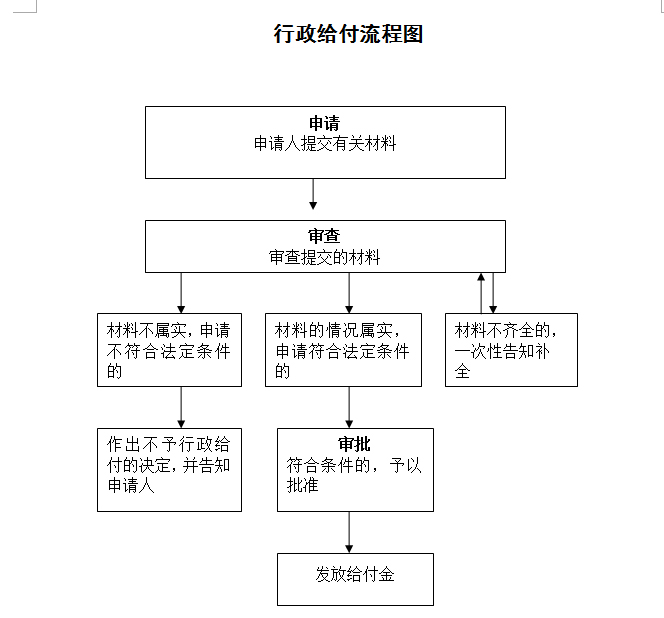 行政给付流程图
申请
申请人提交有关材料
审查
审查提交的材料
材料不属实，申请
不符合法定条件
的
材料的情况属实，
申请符合法定条件
的
材料不齐全的，
一次性告知补
全
作出不予行政给
付的决定，并告知
申请人
审批
符合条件的，予以
批准
发放给付金